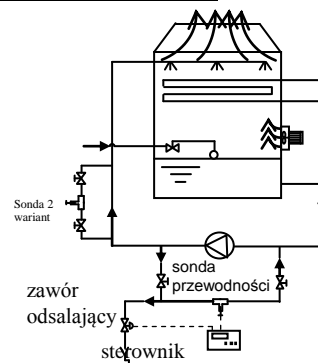 Sonda 2
wariant
sonda
przewodności
zawór
odsalający
sterownik